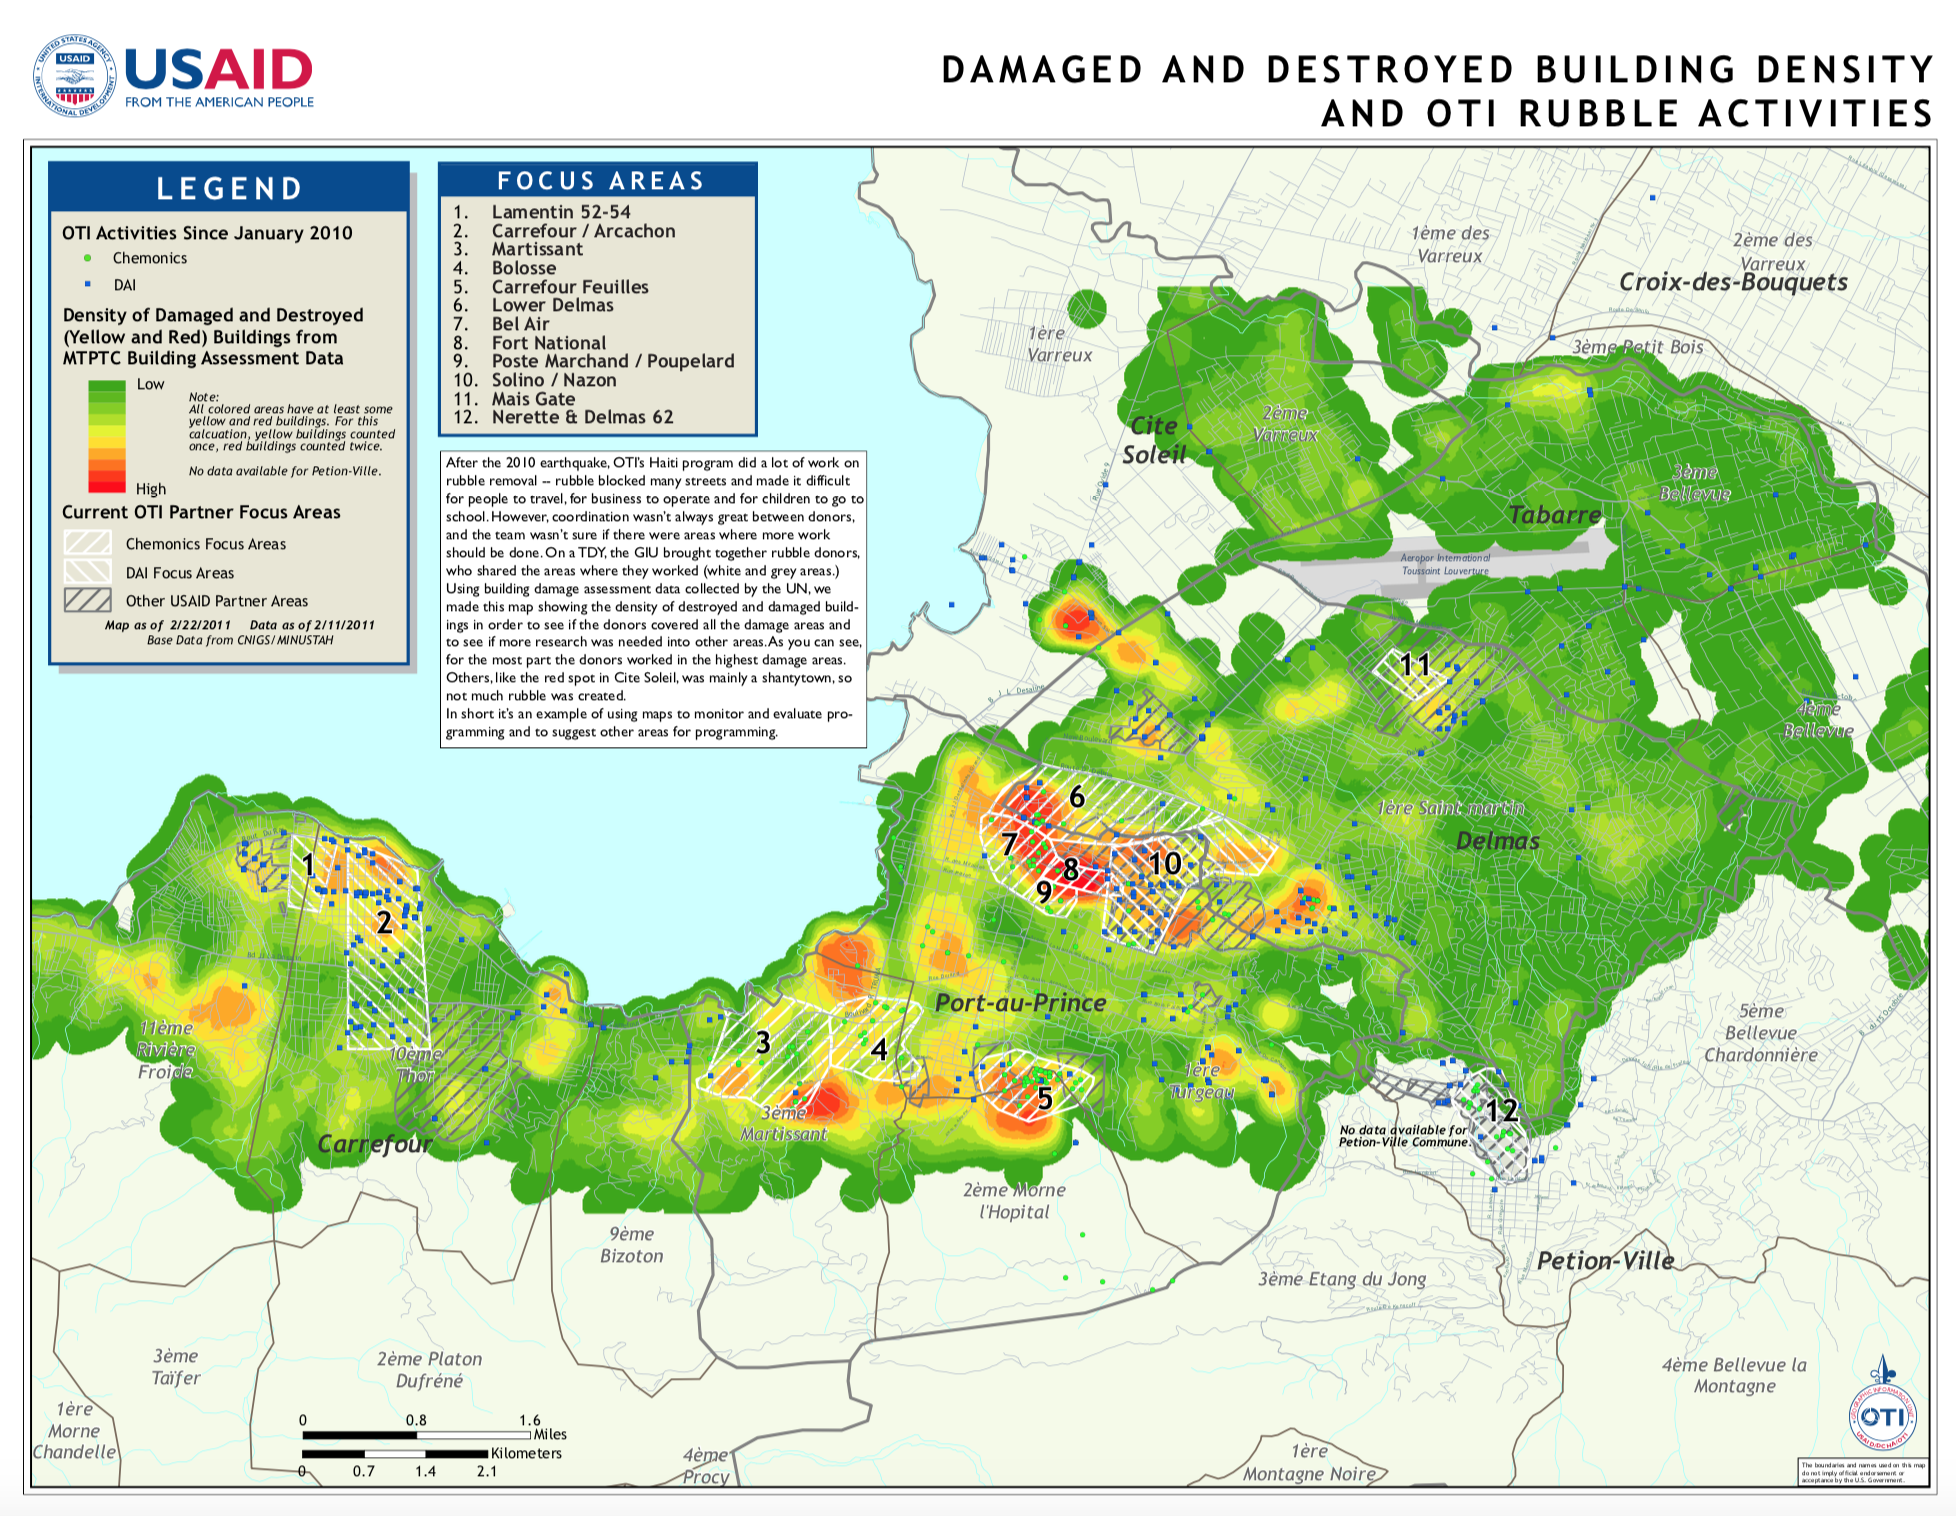 USAID
FROM THE AMERICAN PEOPLE
UNITED STATES AGENCY
USAID
INTERNATIONAL DEVELOPMENT
DAMAGED AND DESTROYED BUILDING DENSITY
AND OTI RUBBLE ACTIVITIES
LEGEND
OTI Activities Since January 2010
Chemonics
DAI
Density of Damaged and Destroyed
(Yellow and Red) Buildings from
MTPTC Building Assessment Data
Low
High
Note:
All colored areas have at least some
yellow and red buildings. For this
calcuation, yellow buildings counted
once, red buildings counted twice.
No data available for Petion-Ville.
Current OTI Partner Focus Areas
Chemonics Focus Areas
DAI Focus Areas
Other USAID Partner Areas
Map as of 2/22/2011 Data as of 2/11/2011
Base Data from CNIGS/MINUSTAH
FOCUS AREAS
1. Lamentin 52-54
2. Carrefour / Arcachon
3. Martissant
4. Bolosse
5. Carrefour Feuilles
6. Lower Delmas
7. Bel Air
8. Fort National
9. Poste Marchand / Poupelard
10. Solino / Nazon
11. Mais Gate
12. Nerette & Delmas 62
After the 2010 earthquake, OTI's Haiti program did a lot of work on
rubble removal -- rubble blocked many streets and made it difficult
for people to travel, for business to operate and for children to go to
school. However, coordination wasn't always great between donors,
and the team wasn't sure if there were areas where more work
should be done. On a TDY, the GIU brought together rubble donors,
who shared the areas where they worked (white and grey areas.)
Using building damage assessment data collected by the UN, we
made this map showing the density of destroyed and damaged build-
ings in order to see if the donors covered all the damage areas and
to see if more research was needed into other areas. As you can see,
for the most part the donors worked in the highest damage areas.
Others, like the red spot in Cite Soleil, was mainly a shantytown, so
not much rubble was created.
In short it's an example of using maps to monitor and evaluate pro-
gramming and to suggest other areas for programming.
1ème des
Varreux
2ème des
Varreux
Croix-des-Bouquets
1ère
Varreux
3ème Petit Bois
Cite
Soleil
2ème
Varreux
3ème
Bellevue
Tabarre
Aeropor International
Toussaint Louverture
11
4ème
Bellevue
6
1ère Saint martin
Delmas
7
8
10
9
1
2
Port-au-Prince
11ème
Rivière
Froide
10ème
Thor
3
4
5
1ère
Turgeau
5ème
Bellevue
Chardonnière
12
No data available for
Petion-Ville Commune.
3ème
Martissant
Carrefour
2ème Morne
l'Hopital
9ème
Bizoton
Petion-Ville
3ème Etang du Jong
3ème
Taïfer
2ème Platon
Dufréné
4ème Bellevue la
Montagne
1ère
Morne
Chandelle
4ème
Procy
1ère
Montagne Noire
0 0.8 1.6
Miles
Kilometers
0 0.7 1.4 2.1
OTI
The boundaries and names used on this map
do not imply official endorsement or
acceptance by the U.S. Government.